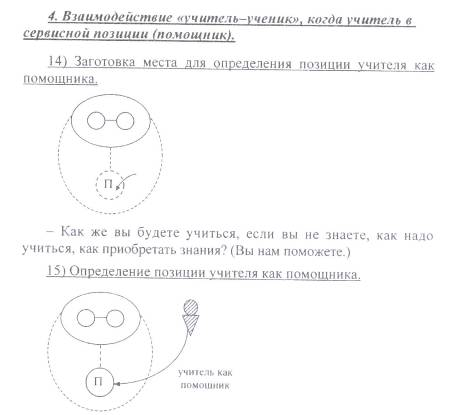 4. Взаимодействие «учитель–ученик», когда учитель в
сервисной позиции (помощник).
14) Заготовка места для определения позиции учителя как
помощника.
П
– Как же вы будете учиться, если вы не знаете, как надо
учиться, как приобретать знания? (Вы нам поможете.)
15) Определение позиции учителя как помощника.
П
учитель как
помощник